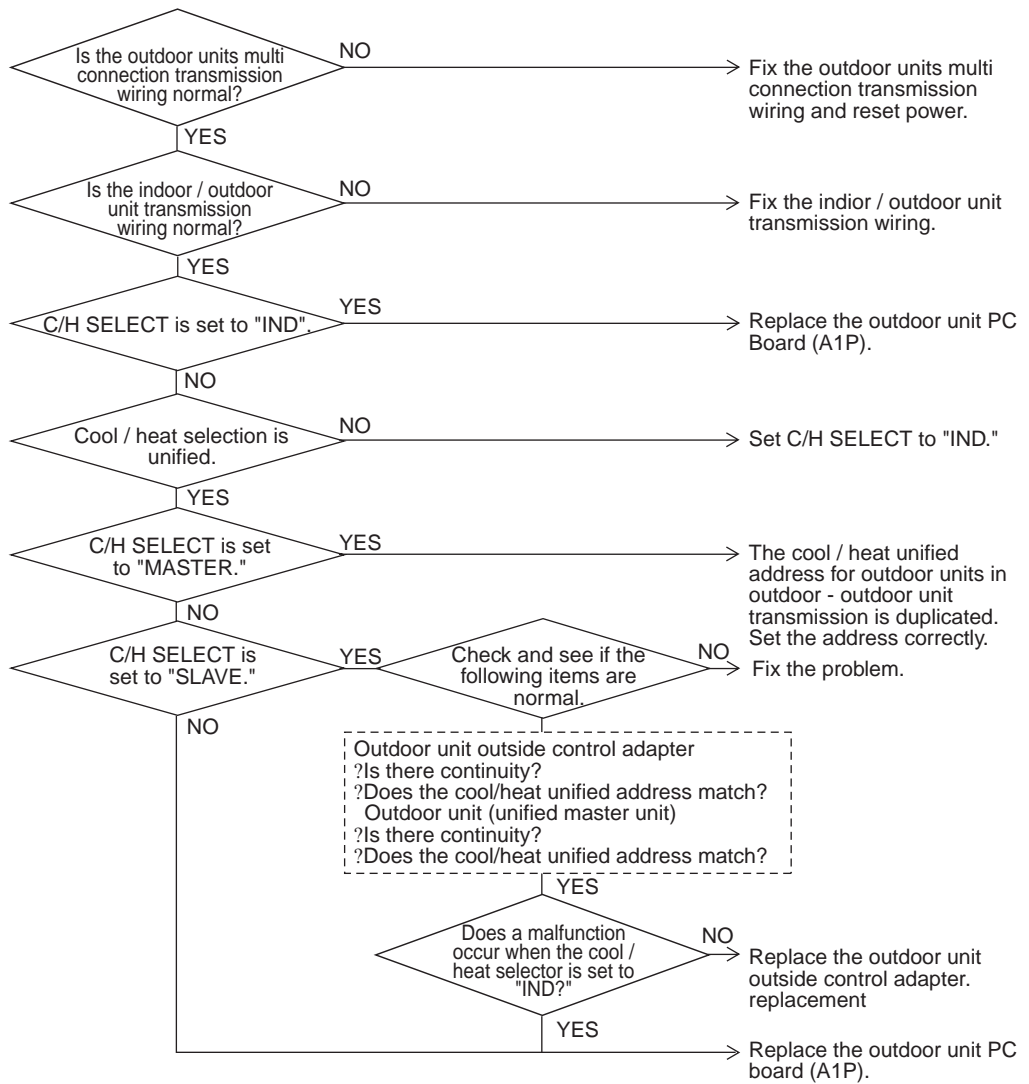 Is the outdoor units multi
connection transmission
wiring normal?
NO
Fix the outdoor units multi
connection transmission
wiring and reset power.
YES
Is the indoor / outdoor
unit transmission
wiring normal?
NO
Fix the indior / outdoor unit
transmission wiring.
YES
C/H SELECT is set to "IND".
YES
Replace the outdoor unit PC
Board (A1P).
NO
Cool / heat selection is
unified.
NO
Set C/H SELECT to "IND."
YES
C/H SELECT is set
to "MASTER."
YES
The cool / heat unified
address for outdoor units in
outdoor - outdoor unit
transmission is duplicated.
Set the address correctly.
NO
C/H SELECT is
set to "SLAVE."
YES
Check and see if the
following items are
normal.
NO
Fix the problem.
NO
Outdoor unit outside control adapter
?Is there continuity?
?Does the cool/heat unified address match?
Outdoor unit (unified master unit)
?Is there continuity?
?Does the cool/heat unified address match?
YES
Does a malfunction
occur when the cool /
heat selector is set to
"IND?"
NO
Replace the outdoor unit
outside control adapter.
replacement
YES
Replace the outdoor unit PC
board (A1P).